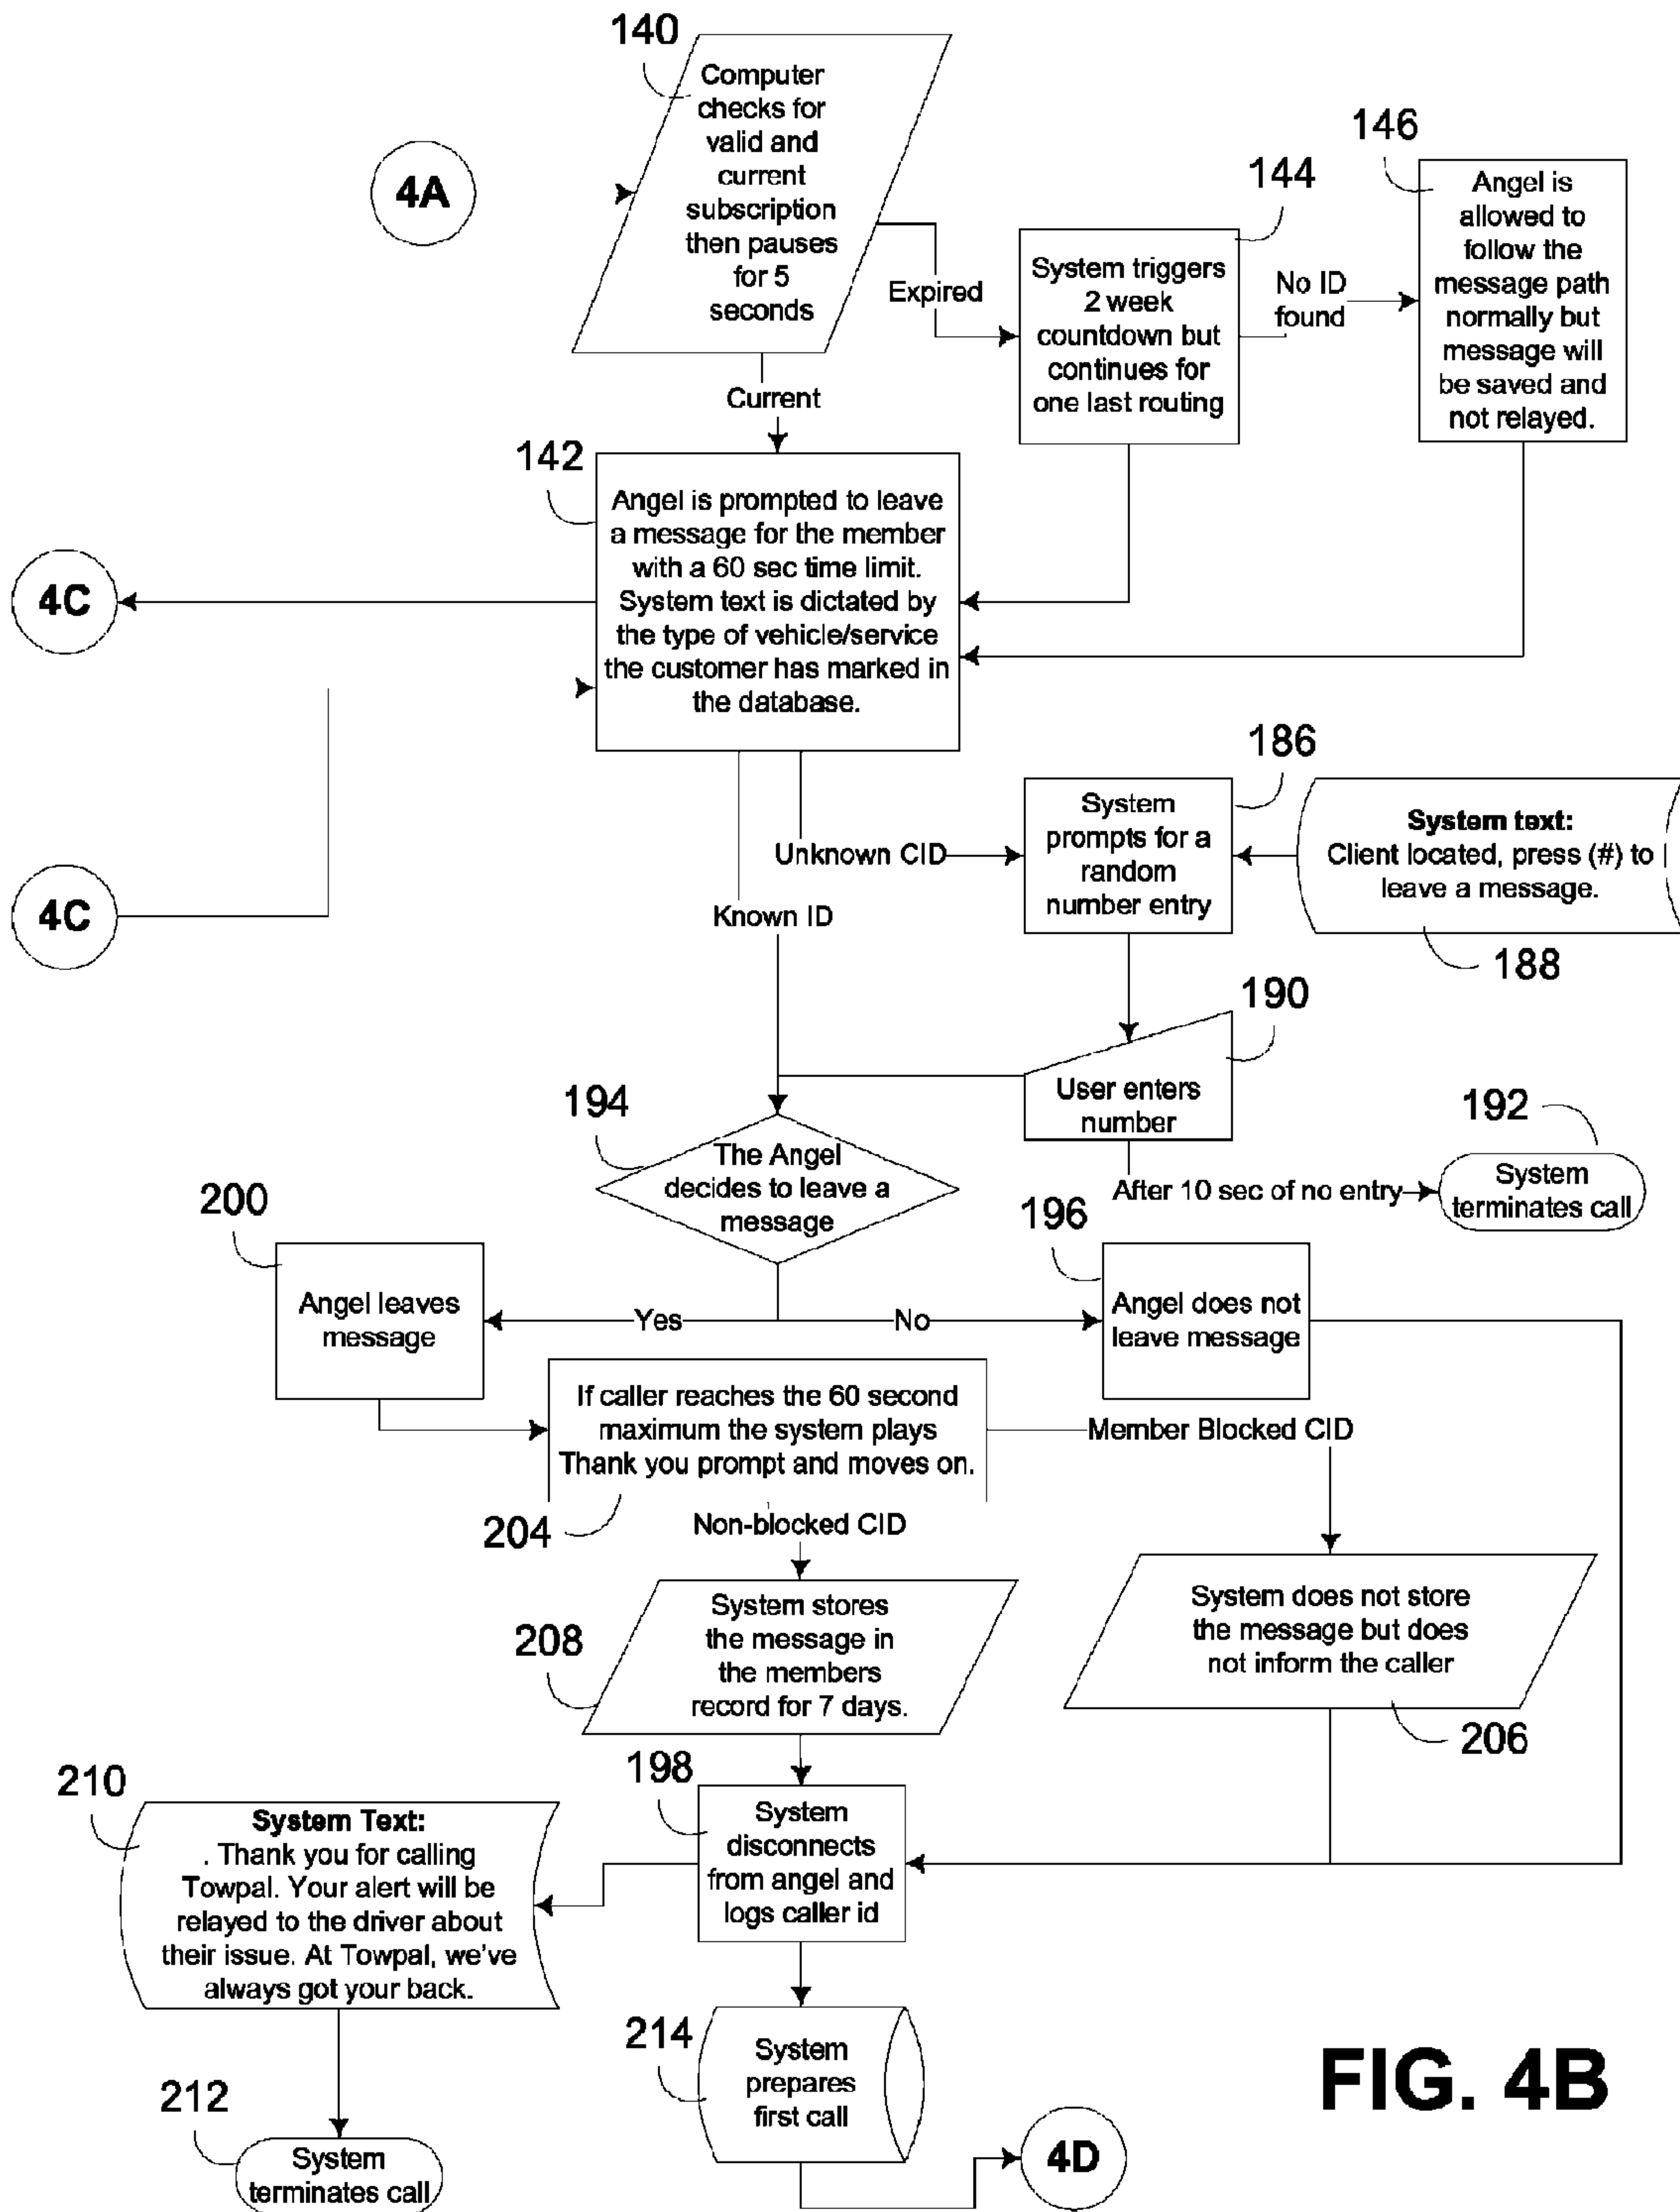 140
Computer
checks for
valid and
current
subscription
then pauses
for 5
seconds
4A
146
Angel is
allowed to
follow the
message path
normally but
message will
be saved and
not relayed.
144
System triggers
2 week
countdown but
continues for
one last routing
Expired
No ID
found
Current
142
Angel is prompted to leave
a message for the member
with a 60 sec time limit.
System text is dictated by
the type of vehicle/service
the customer has marked in
the database.
4C
4C
186
System
prompts for a
random
number entry
System text:
Client located, press (#) to
leave a message.
188
Unknown CID
Known ID
190
User enters
number
192
System
terminates call
After 10 sec of no entry
194
The Angel
decides to leave a
message
200
Angel leaves
message
Yes
No
196
Angel does not
leave message
If caller reaches the 60 second
maximum the system plays
Thank you prompt and moves on.
204
Member Blocked CID
Non-blocked CID
208
System stores
the message in
the members
record for 7 days.
System does not store
the message but does
not inform the caller
206
198
System
disconnects
from angel and
logs caller id
210
System Text:
. Thank you for calling
Towpal. Your alert will be
relayed to the driver about
their issue. At Towpal, we've
always got your back.
214
System
prepares
first call
212
System
terminates call
4D
FIG. 4B